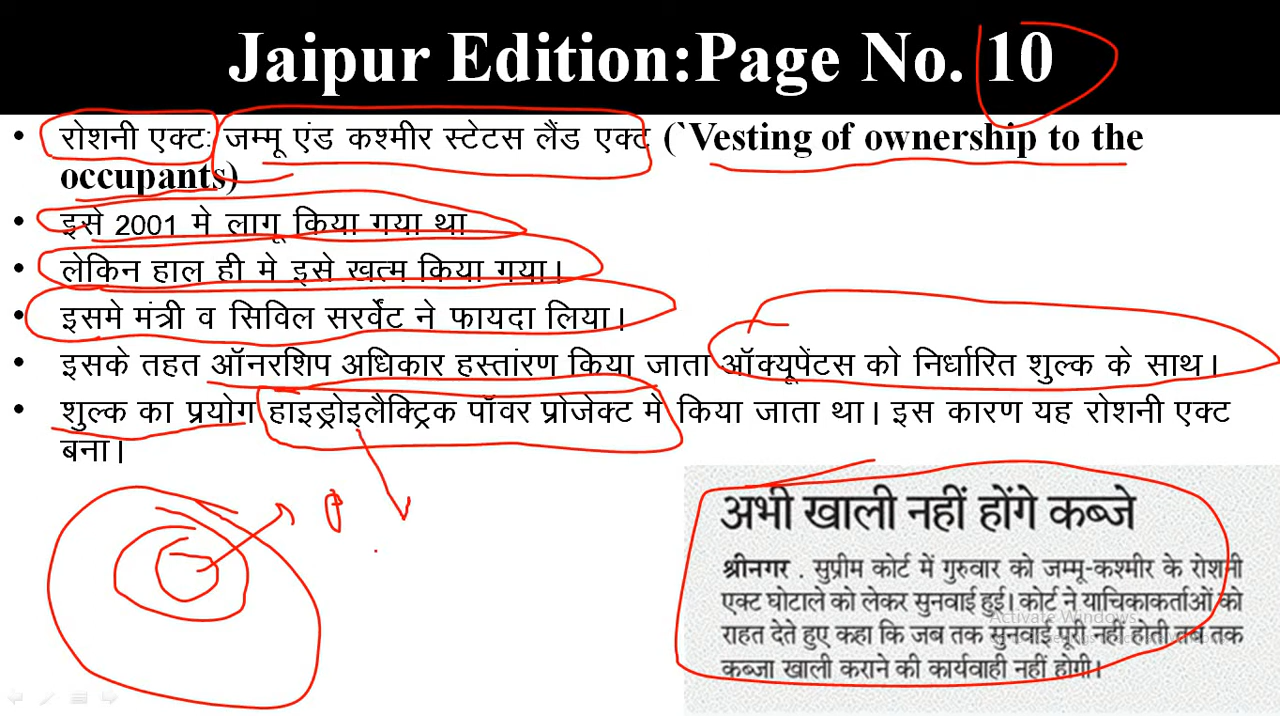 Jaipur Edition:Page No. 10
• रोशनी एक्टः जम्मू एंड कश्मीर स्टेटस लैंड एक्ट (`Vesting of ownership to the
occupants)
• इसे 2001 मे लागू किया गया था
• लेकिन हाल ही मे इसे खत्म किया गया।
• इसमे मंत्री व सिविल सरर्वेंट ने फायदा लिया।
• इसके तहत ऑनरशिप अधिकार हस्तांरण किया जाता ऑक्यूपेंटस को निर्धारित शुल्क के साथ।
• शुल्क का प्रयोग हाइड्रोइलैक्ट्रिक पॉवर प्रोजेक्ट मे किया जाता था। इस कारण यह रोशनी एक्ट
बना।
अभी खाली नहीं होंगे कब्जे
श्रीनगर . सुप्रीम कोर्ट में गुरुवार को जम्मू-कश्मीर के रोशनी
एक्ट घोटाले को लेकर सुनवाई हुई। कोर्ट ने याचिकाकर्ताओं को
राहत देते हुए कहा कि जब तक सुनवाई पूरी नहीं होती तब तक
कब्जा खाली कराने की कार्यवाही नहीं होगी।
Activate Windows